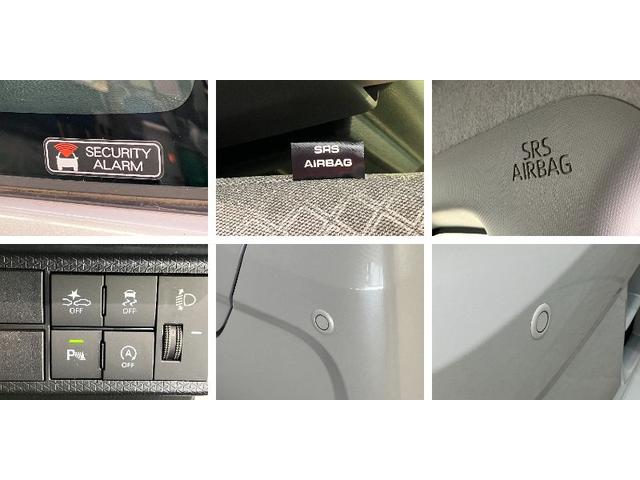 SECURITY
ALARM
SRS
AIRBAG
SRS
AIRBAG
OFF
OFF
P
A
OFF